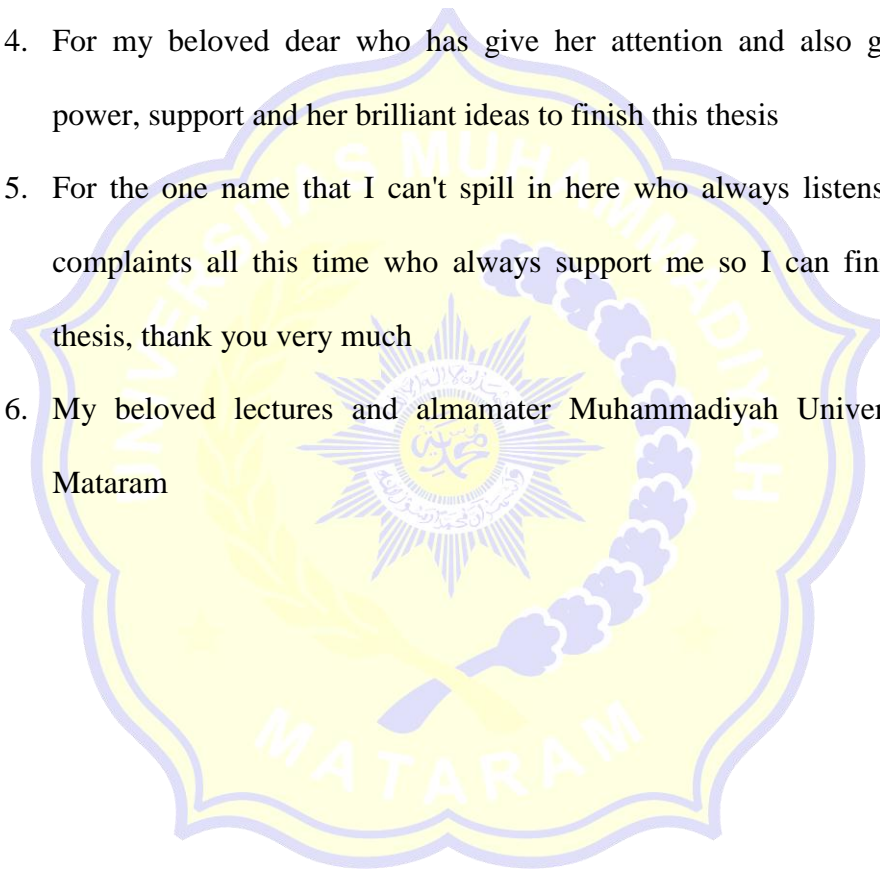 4. For my beloved dear who has give her attention and also g
power, support and her brilliant ideas to finish this thesis
5. For the one name that I can't spill in here who always listens
complaints all this time who always support me so I can fin
thesis, thank you very much
6. My beloved lectures and almamater Muhammadiyah Univer
Mataram
UNIVERSITAS MUHAMMADIYAH
MATARAM